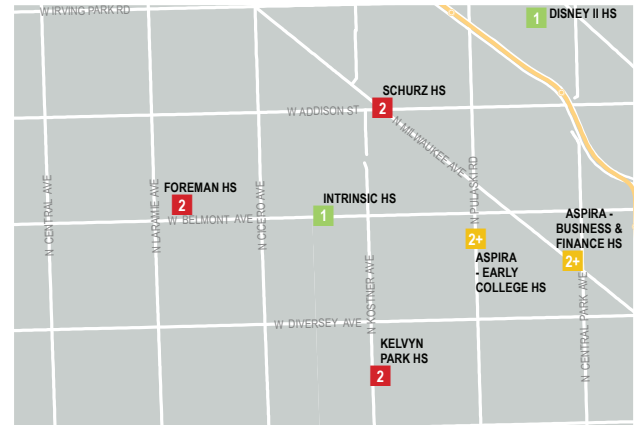 W IRVING PARK RD
1 DISNEY II HS
SCHURZ HS
2
W ADDISON ST
N MILWAUKEE AVE
N CENTRAL AVE
N LARAMIE AVE
N CICERO AVE
N PULASKI RD
FOREMAN HS
2
W BELMONT AVE
INTRINSIC HS
1
ASPIRA -
BUSINESS &
FINANCE HS
2+
2+
ASPIRA
- EARLY
COLLEGE HS
N KOSTNER AVE
N CENTRAL PARK AVE
W DIVERSEY AVE
KELVYN
PARK HS
2